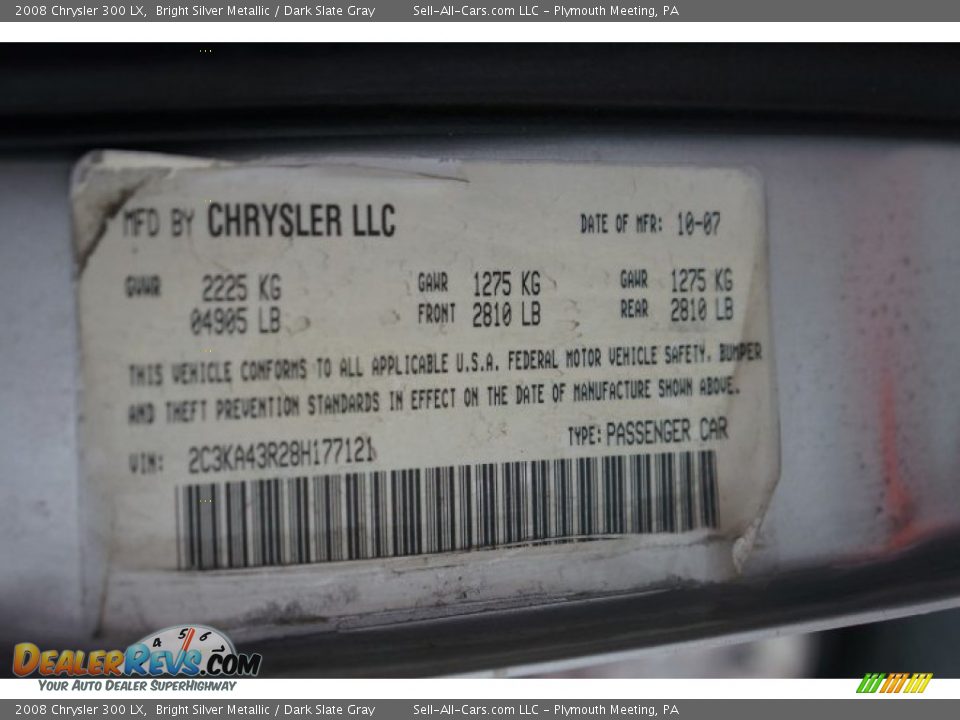 2008 Chrysler 300 LX, Bright Silver Metallic / Dark Slate Gray Sell-All-Cars.com LLC - Plymouth Meeting, PA
MFD BY CHRYSLER LLC DATE OF MFR: 10-07
GVWR 2225 KG GAWR 1275 KG GAWR 1275 KG
04905 LB FRONT 2810 LB REAR 2810 LB
THIS VEHICLE CONFORMS TO ALL APPLICABLE U.S.A. FEDERAL MOTOR VEHICLE SAFETY, BUMPER
AND THEFT PREVENTION STANDARDS IN EFFECT ON THE DATE OF MANUFACTURE SHOWN ABOVE.
VIN: 2C3KA43R28H177121 TYPE: PASSENGER CAR
4 5 6
DealerRevs.com
Your Auto Dealer SuperHighway
2008 Chrysler 300 LX, Bright Silver Metallic / Dark Slate Gray Sell-All-Cars.com LLC - Plymouth Meeting, PA